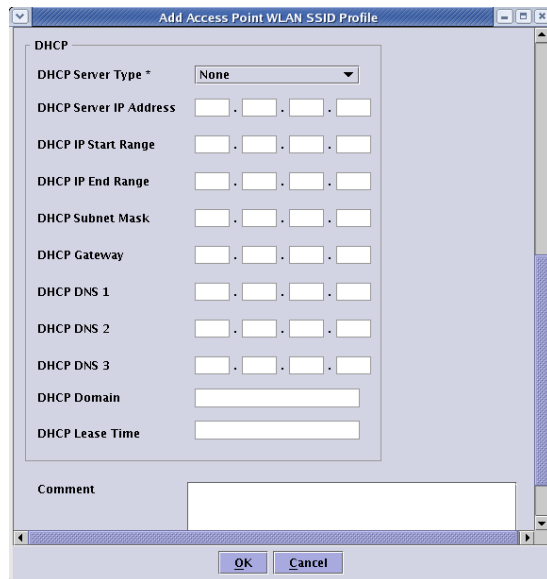 Add Access Point WLAN SSID Profile
DHCP
DHCP Server Type * None
DHCP Server IP Address . . .
DHCP IP Start Range . . .
DHCP IP End Range . . .
DHCP Subnet Mask . . .
DHCP Gateway . . .
DHCP DNS 1 . . .
DHCP DNS 2 . . .
DHCP DNS 3 . . .
DHCP Domain
DHCP Lease Time
Comment
OK Cancel